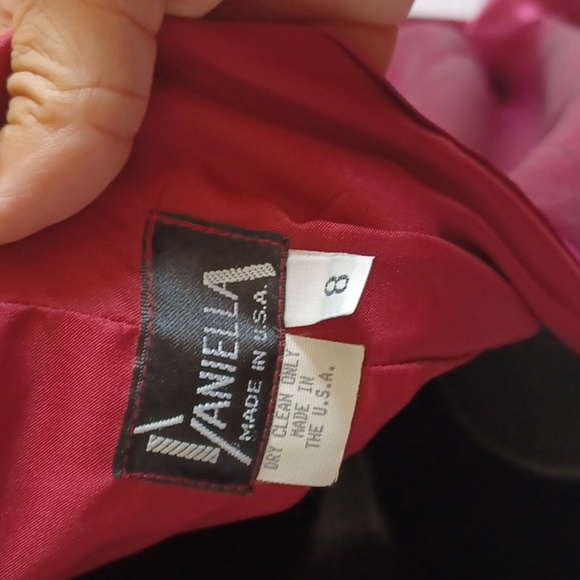 VANIELLA
MADE IN U.S.A.
8
DRY CLEAN ONLY
MADE IN
THE U.S.A.